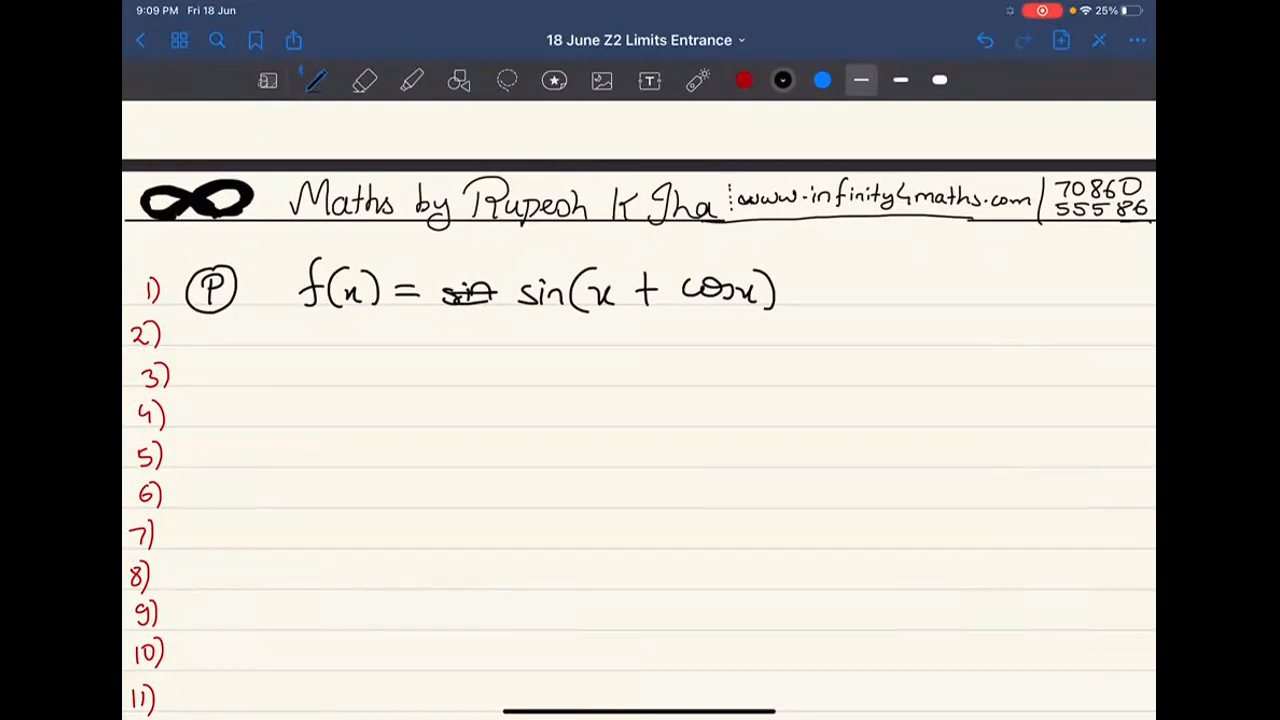 9:09 PM Fri 18 Jun 25%
18 June Z2 Limits Entrance
∞ Maths by Rupesh K Jha www.infinity4maths.com 70860 55586
1) (P) f(x) = sin(x + cosx)
2)
3)
4)
5)
6)
7)
8)
9)
10)
11)